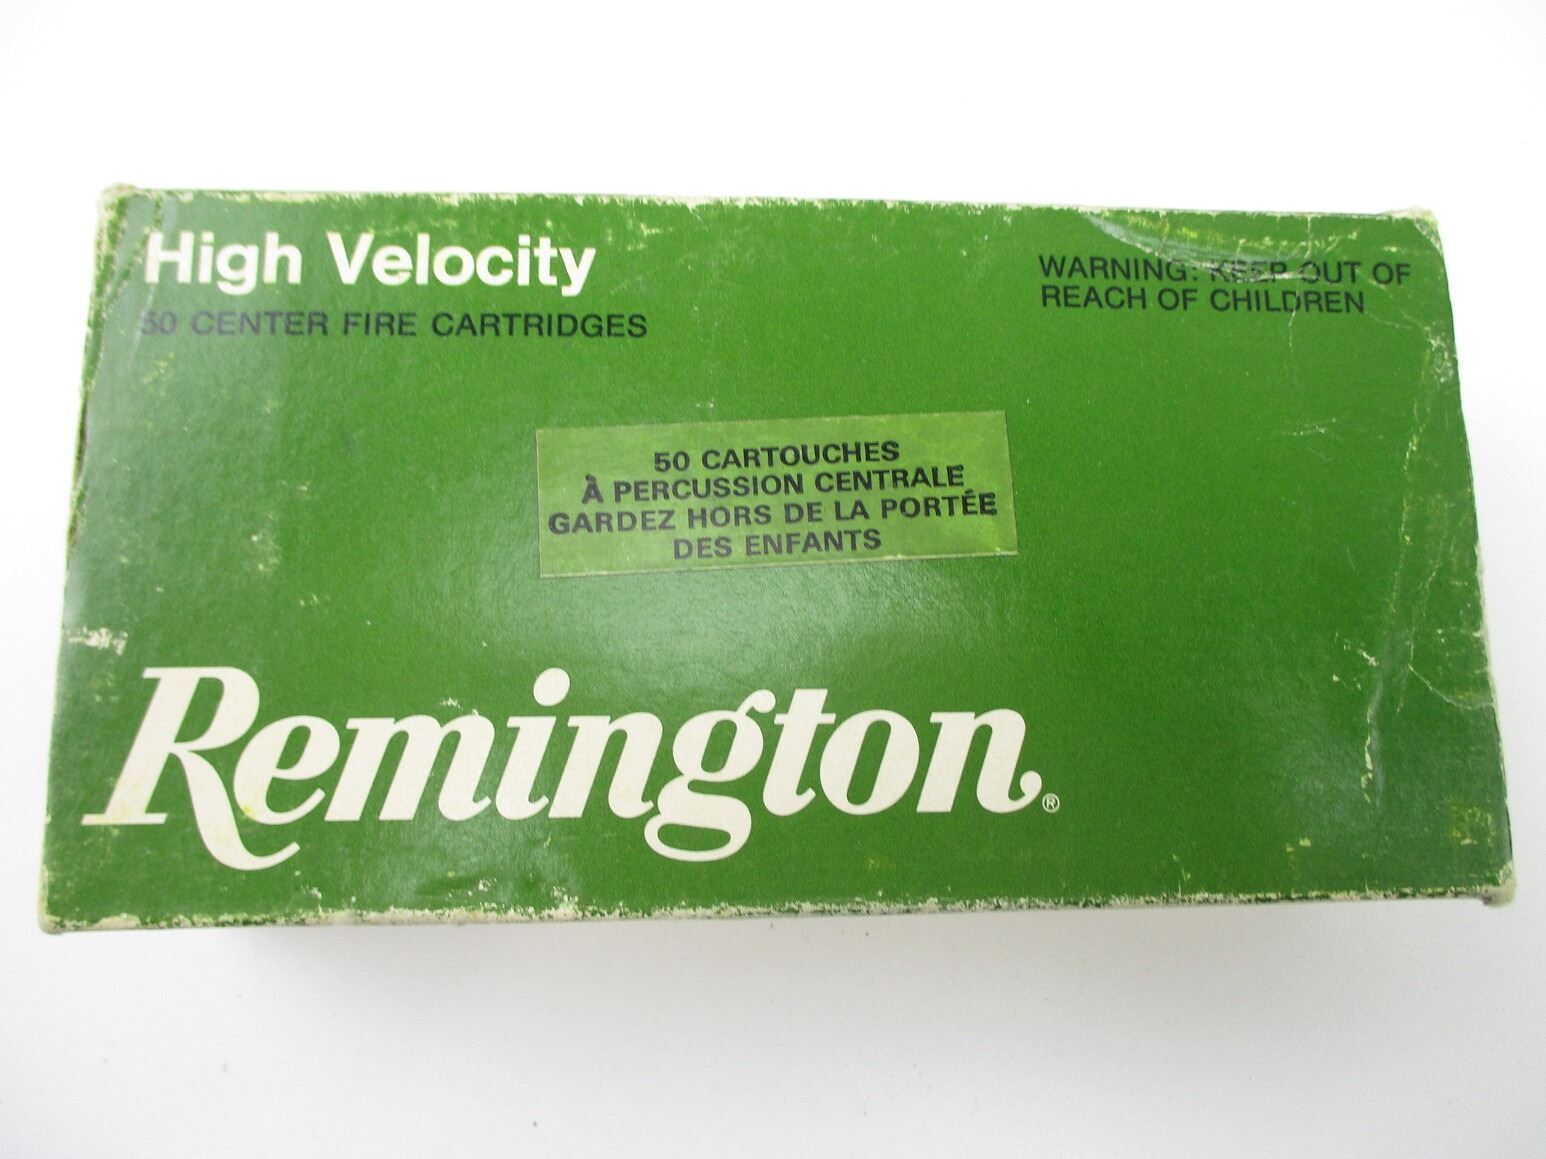 High Velocity
50 CENTER FIRE CARTRIDGES
WARNING: KEEP OUT OF
REACH OF CHILDREN
50 CARTOUCHES
À PERCUSSION CENTRALE
GARDEZ HORS DE LA PORTÉE
DES ENFANTS
Remington®